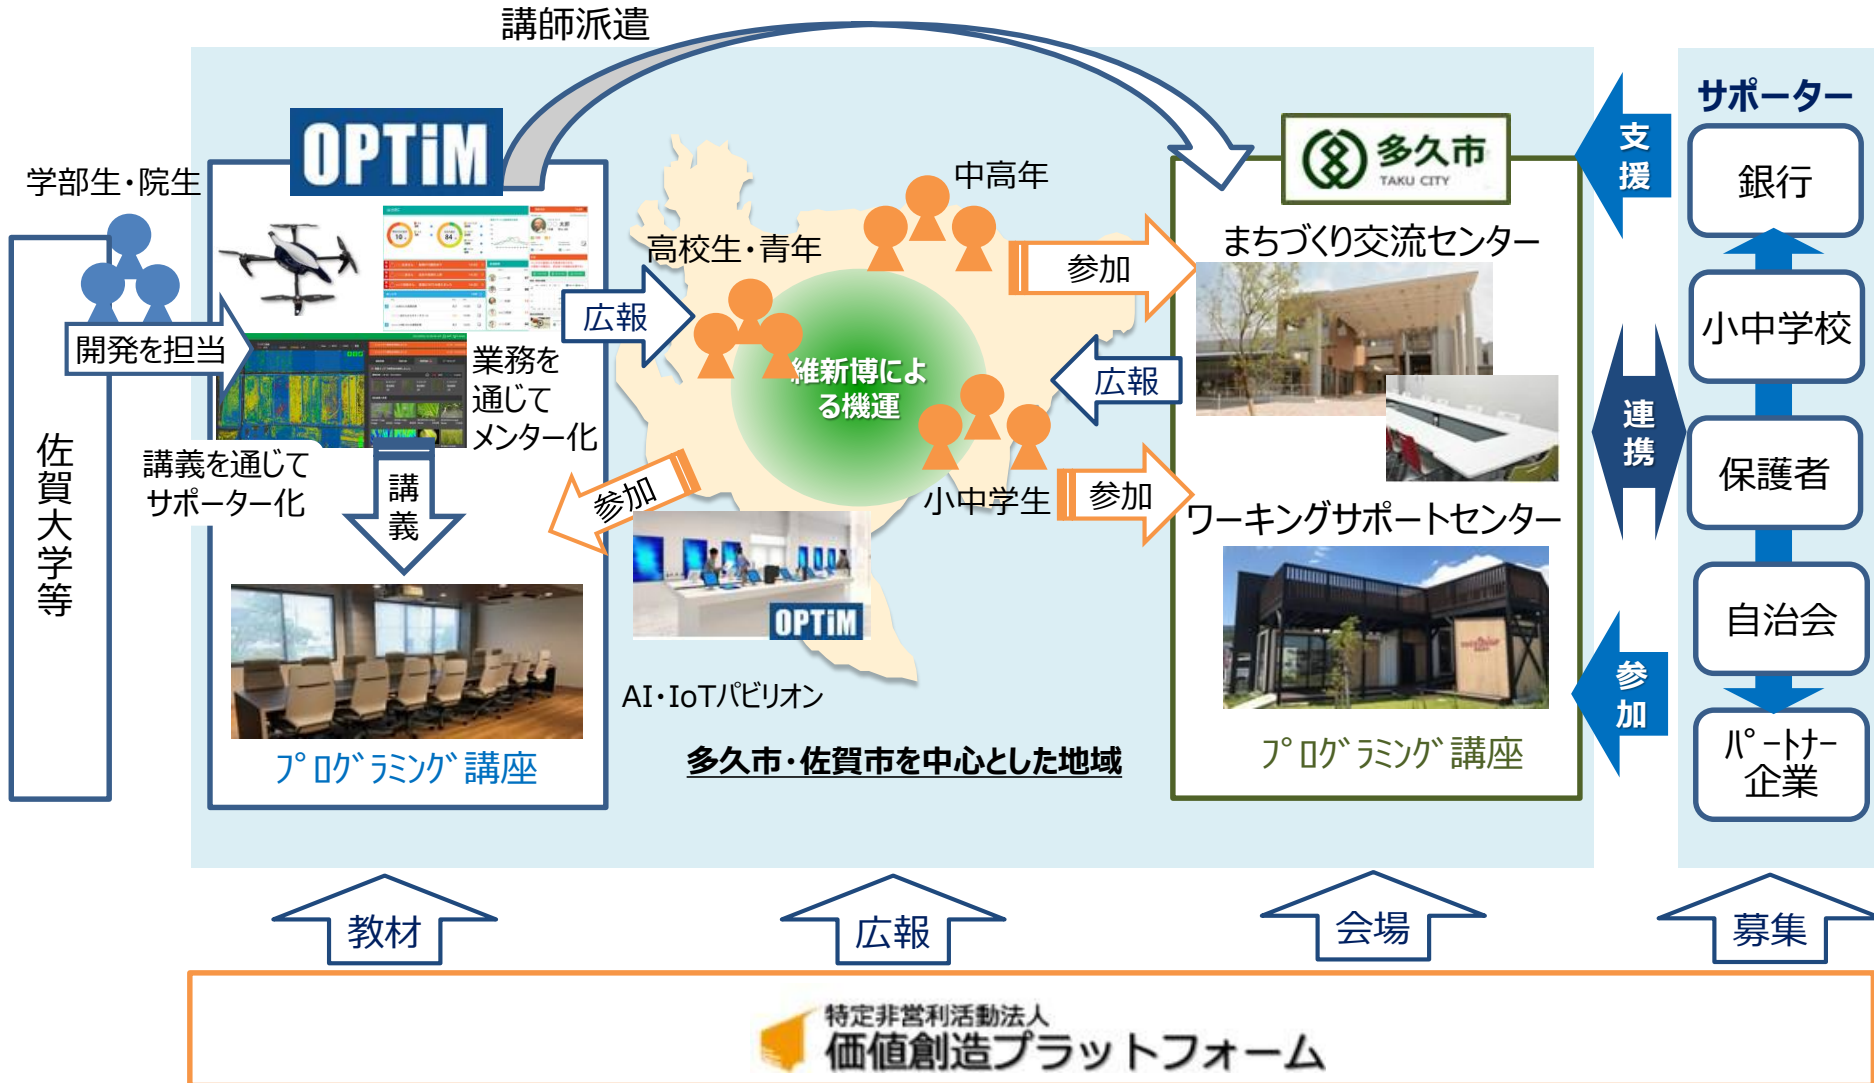 講師派遣
サポーター
OPTiM
多久市
TAKU CITY
支援
銀行
学部生・院生
中高年
高校生・青年
まちづくり交流センター
参加
広報
小中学校
開発を担当
業務を
通じて
メンター化
維新博によ
る機運
広報
連携
佐賀大学等
講義を通じて
サポーター化
講義
参加
小中学生
参加
保護者
ワーキングサポートセンター
OPTiM
自治会
AI・IoTパビリオン
参加
プログラミング講座
多久市・佐賀市を中心とした地域
プログラミング講座
パートナー
企業
教材
広報
会場
募集
特定非営利活動法人
価値創造プラットフォーム